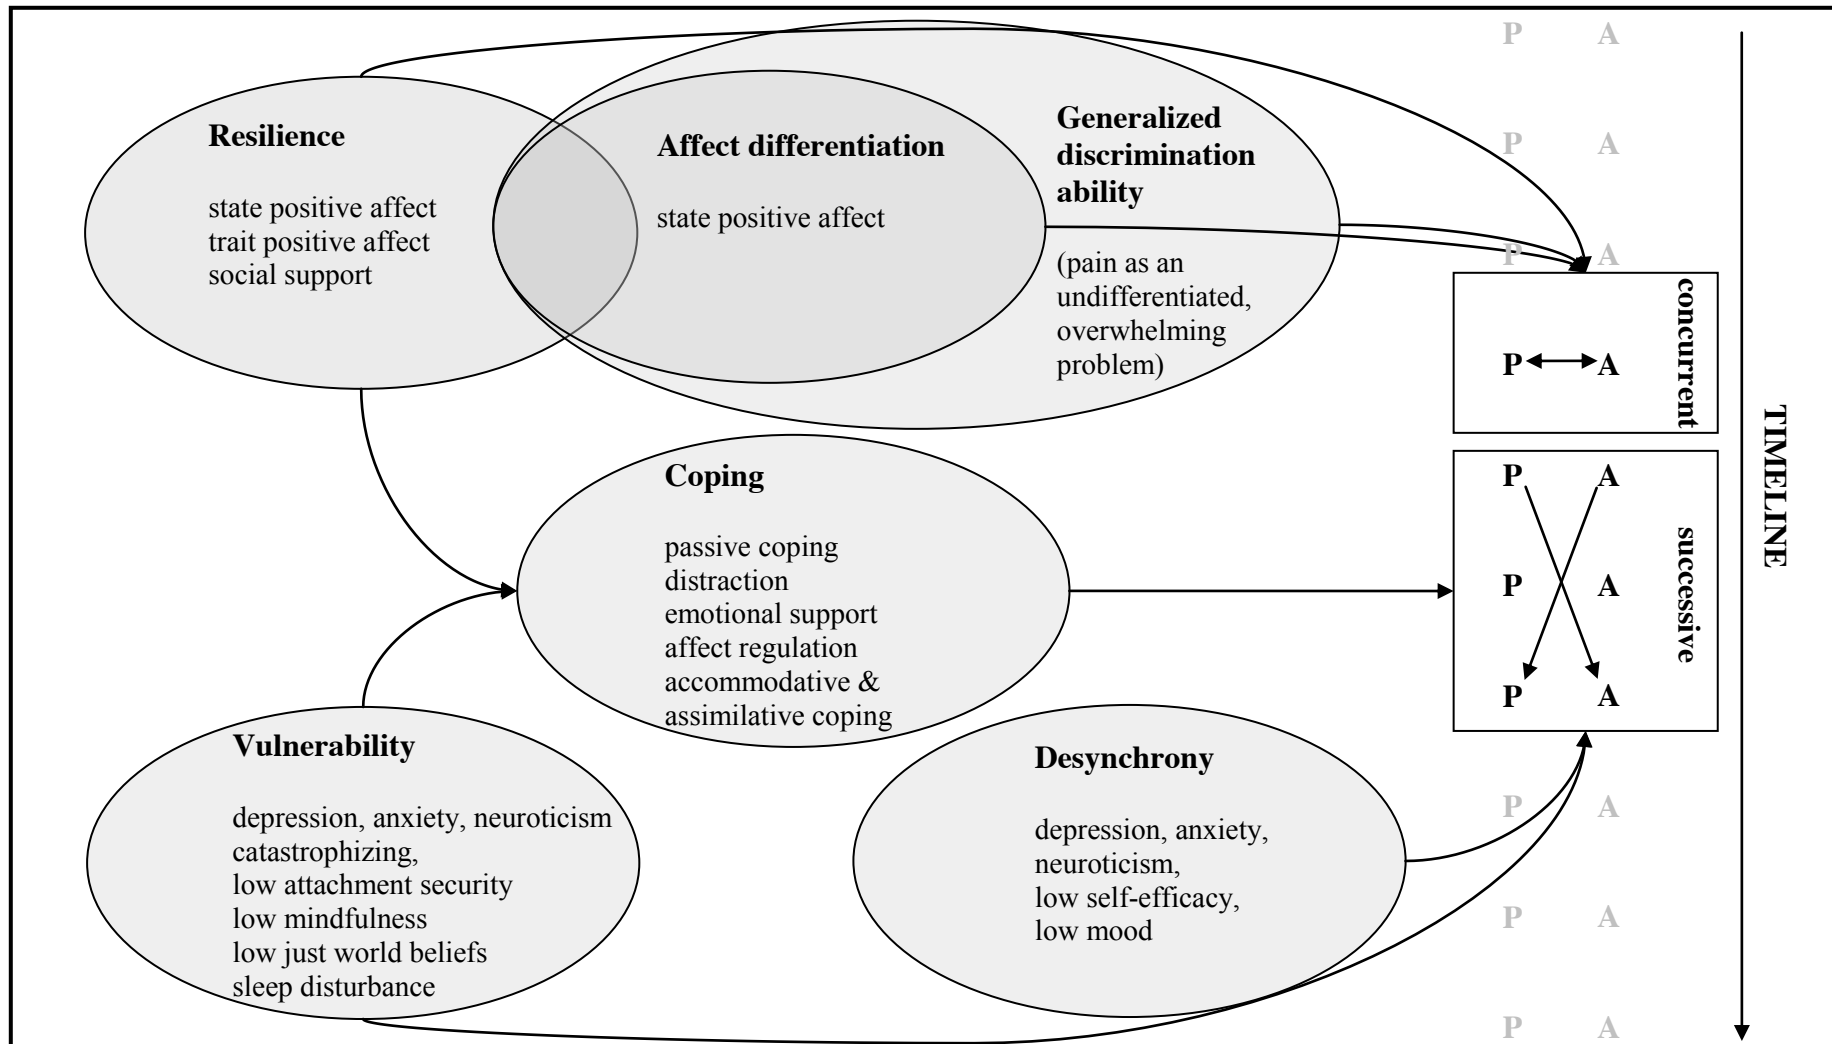 P A
P A
P A
Resilience
state positive affect
trait positive affect
social support
Affect differentiation
state positive affect
Generalized
discrimination
ability
(pain as an
undifferentiated,
overwhelming
problem)
concurrent
P A
TIMELINE
Coping
passive coping
distraction
emotional support
affect regulation
accommodative &
assimilative coping
successive
P A
P A
P A
Vulnerability
depression, anxiety, neuroticism
catastrophizing,
low attachment security
low mindfulness
low just world beliefs
sleep disturbance
Desynchrony
depression, anxiety,
neuroticism,
low self-efficacy,
low mood
P A
P A
P A